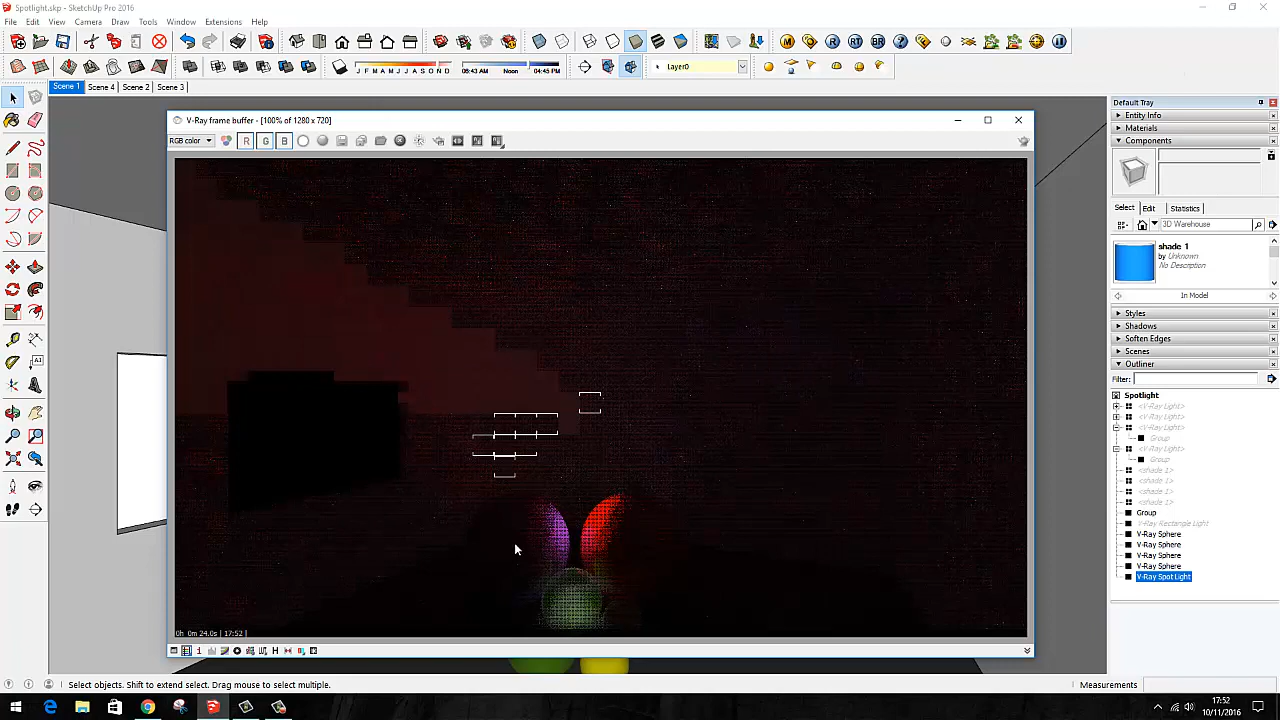 Spotlight.skp - SketchUp Pro 2016
File Edit View Camera Draw Tools Window Extensions Help
M R RT BR
J F M A M J J A S O N D 06:43 AM Noon 04:45 PM Layer0
Scene 1 Scene 4 Scene 2 Scene 3
Default Tray
Entity Info
Materials
Components
Select Edit Statistics
3D Warehouse
shade 1
by Unknown
No Description
In Model
Styles
Shadows
Soften Edges
Scenes
Outliner
Filter:
Spotlight
<V-Ray Light>
<V-Ray Light>
<V-Ray Light>
Group
<V-Ray Light>
Group
<shade 1>
<shade 1>
<shade 1>
<shade 1>
Group
<V-Ray Rectangle Light>
V-Ray Sphere
V-Ray Sphere
V-Ray Sphere
V-Ray Sphere
V-Ray Spot Light
V-Ray frame buffer - [100% of 1280 x 720]
RGB color R G B
0h 0m 24.0s | 17:52 |
Select objects. Shift to extend select. Drag mouse to select multiple.
Measurements
17:52
10/11/2016